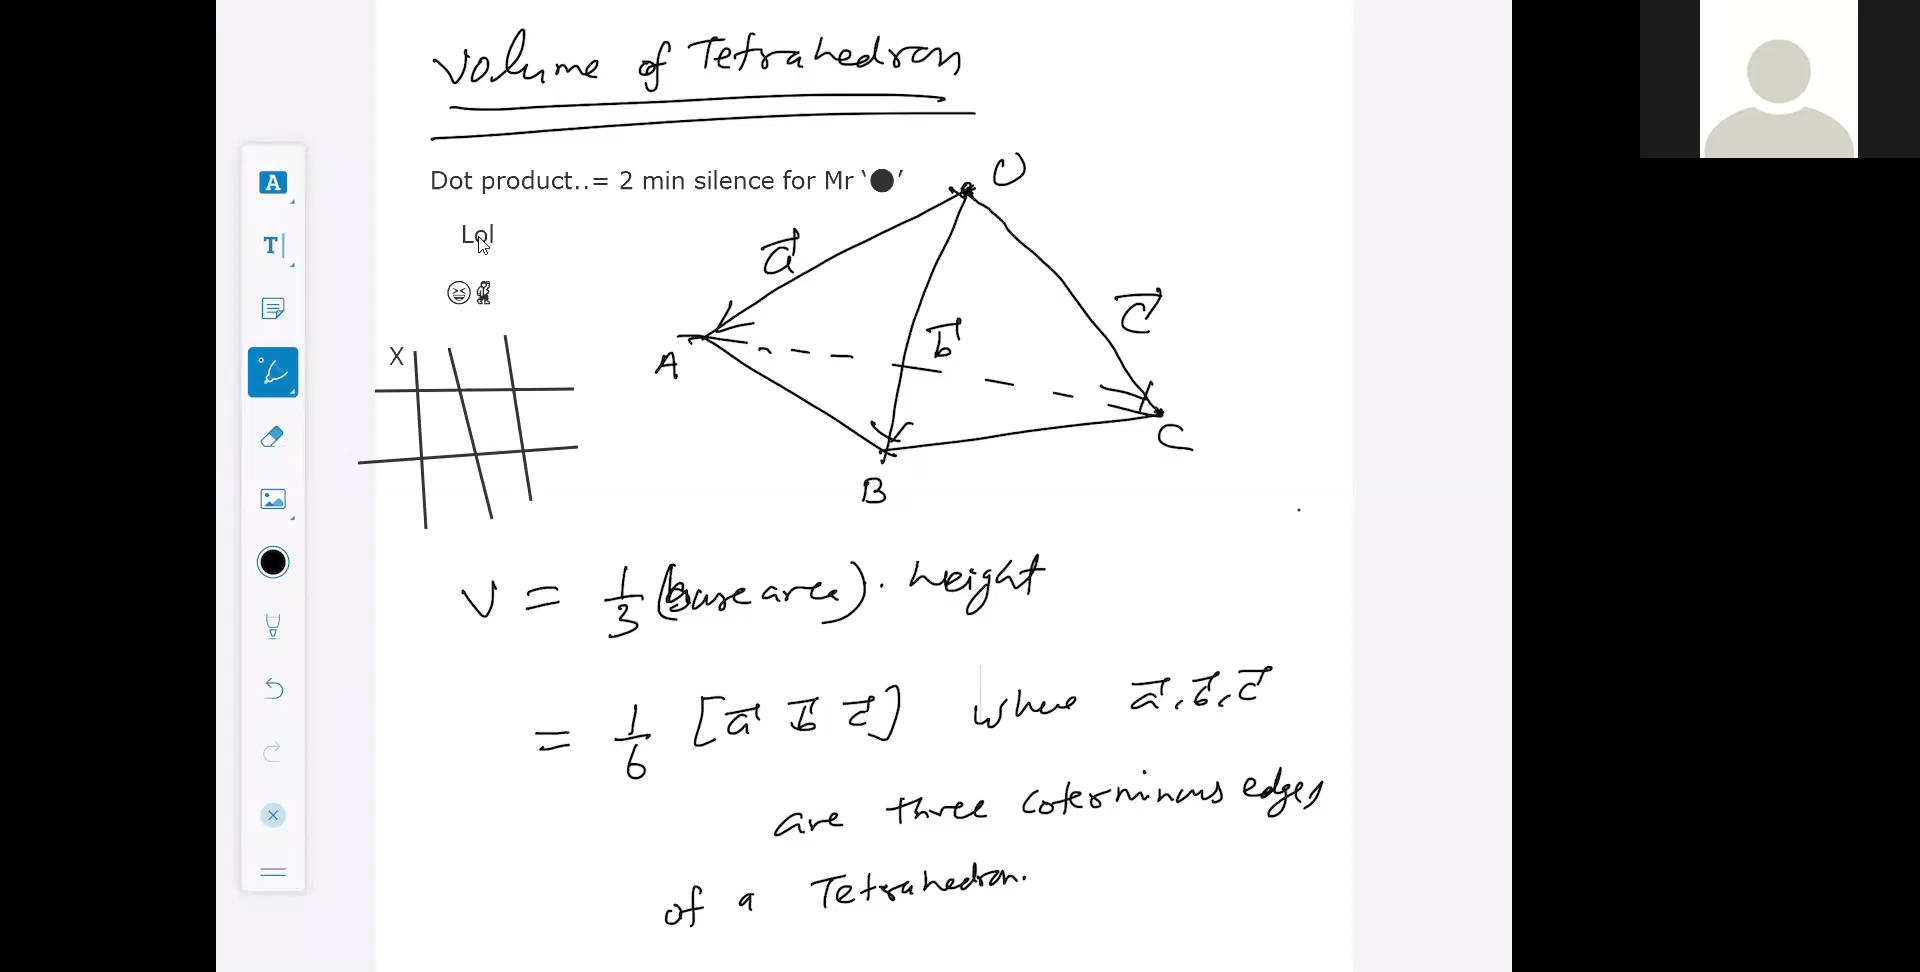 Volume of Tetrahedron
Dot product..= 2 min silence for Mr ‘●’
Lol
😆🧟
X
O
a⃗
b⃗
c⃗
A
B
C
V = 1/3 (base area) . height
= 1/6 [a⃗ b⃗ c⃗] where a⃗, b⃗, c⃗
are three coterminous edges
of a Tetrahedron.
A
T